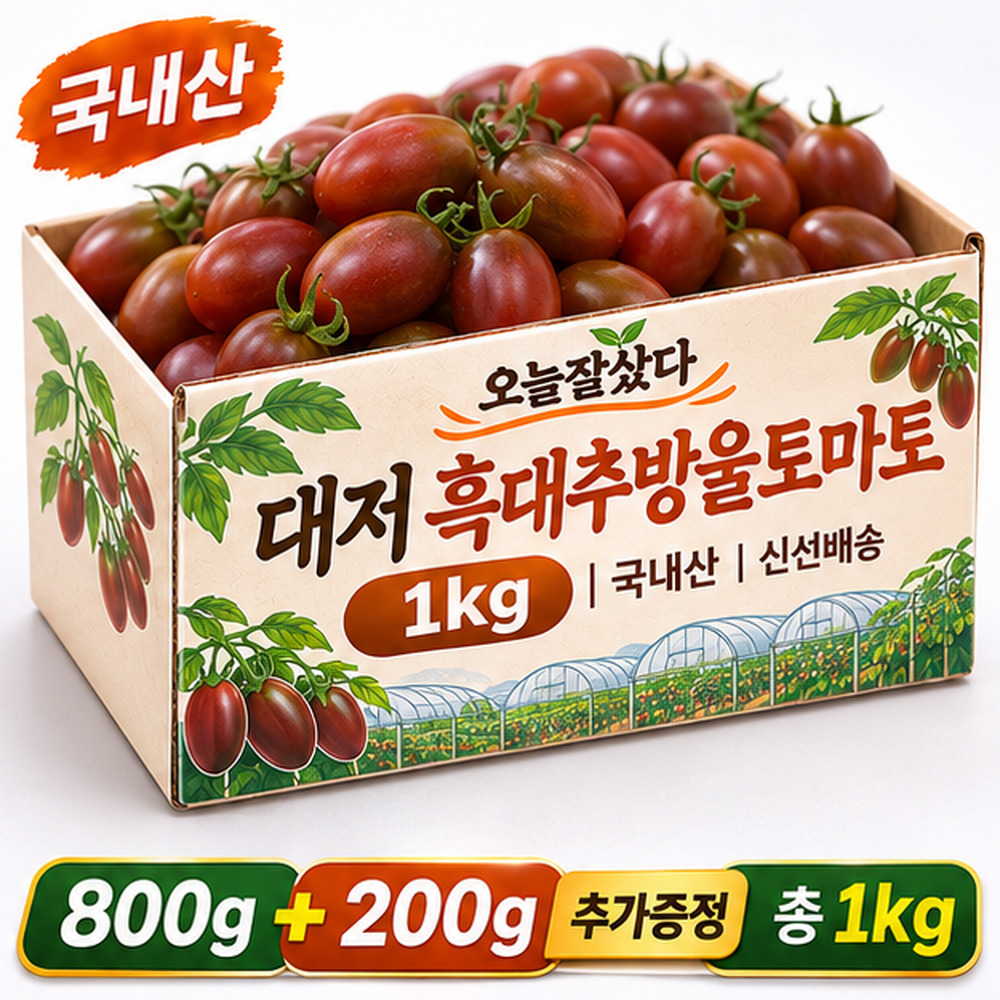 국내산
오늘잘샀다
대저 흑대추방울토마토
1kg | 국내산 | 신선배송
800g + 200g 추가증정 총 1kg